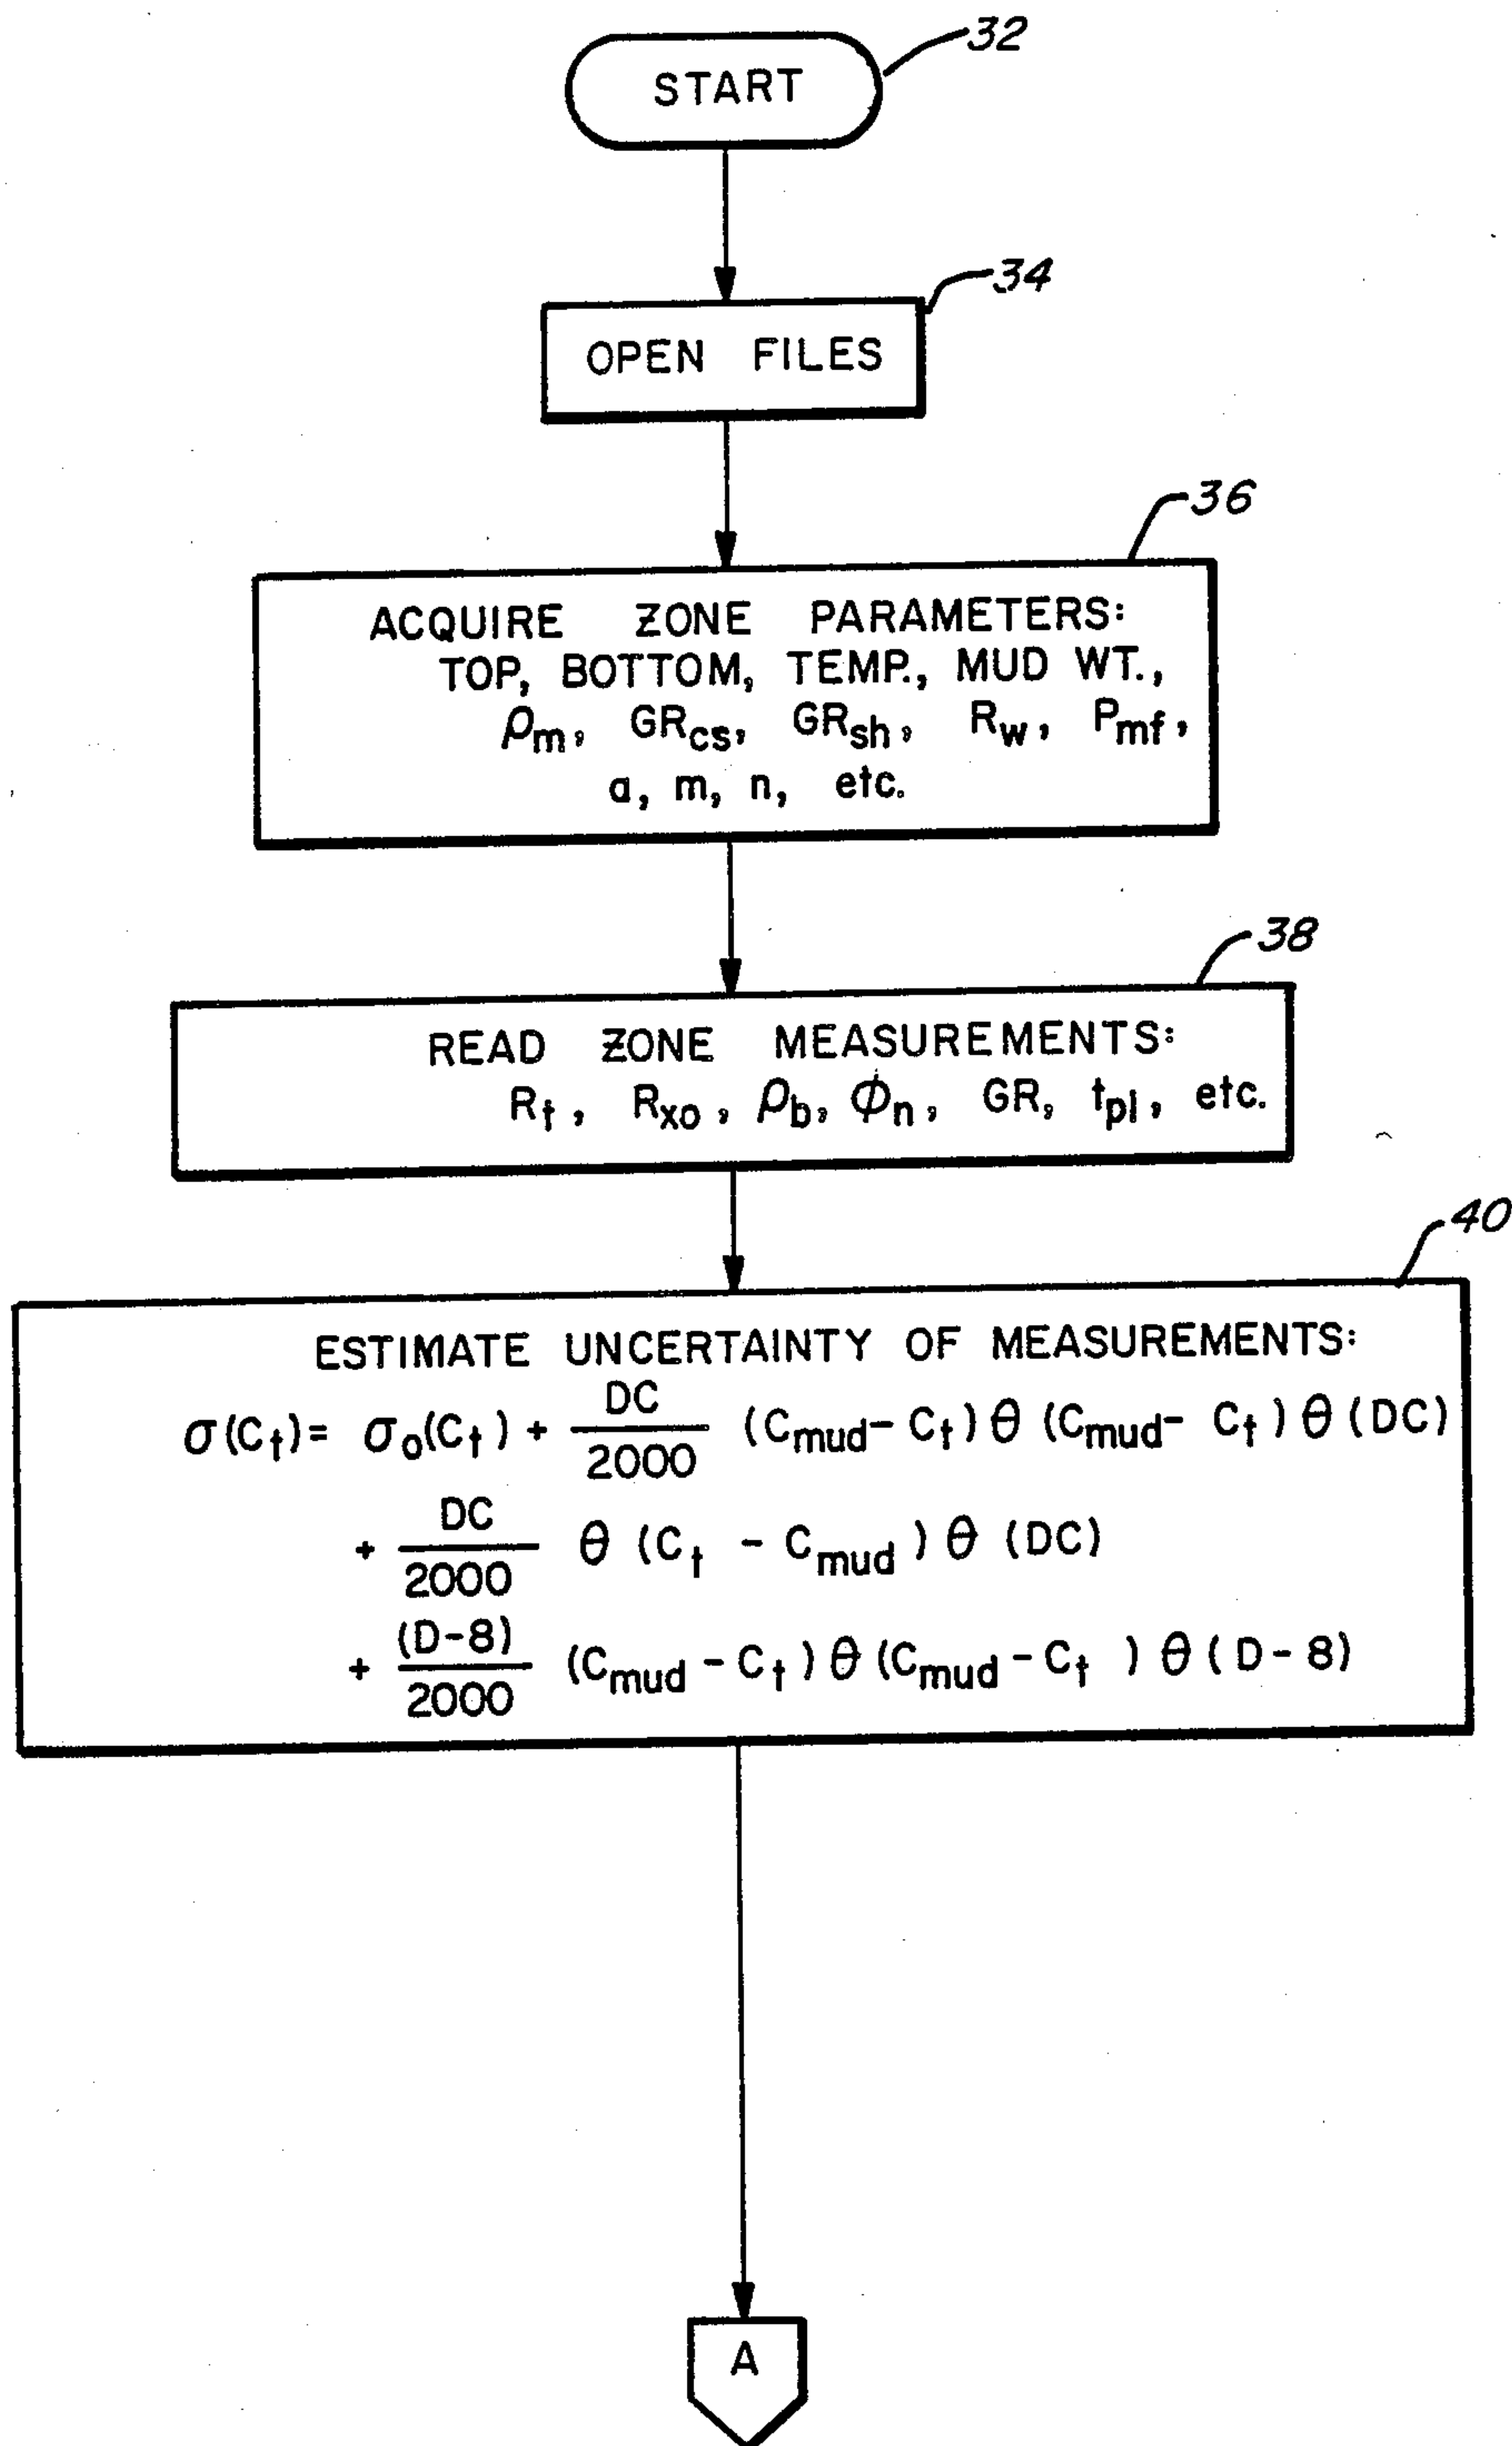 32
START
34
OPEN FILES
36
ACQUIRE ZONE PARAMETERS:
TOP, BOTTOM, TEMP., MUD WT.,
ρm, GRcs, GRsh, Rw, Pmf,
a, m, n, etc.
38
READ ZONE MEASUREMENTS:
Rt, Rxo, ρb, ϕn, GR, tpl, etc.
40
ESTIMATE UNCERTAINTY OF MEASUREMENTS:
σ(Ct)= σo(Ct) + DC/2000 (Cmud - Ct) θ (Cmud - Ct) θ (DC)
+ DC/2000 θ (Ct - Cmud) θ (DC)
+ (D-8)/2000 (Cmud - Ct) θ (Cmud - Ct) θ (D-8)
A